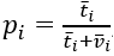 p_i = \frac{\bar{t}_i}{\bar{t}_i + \bar{v}_i}.